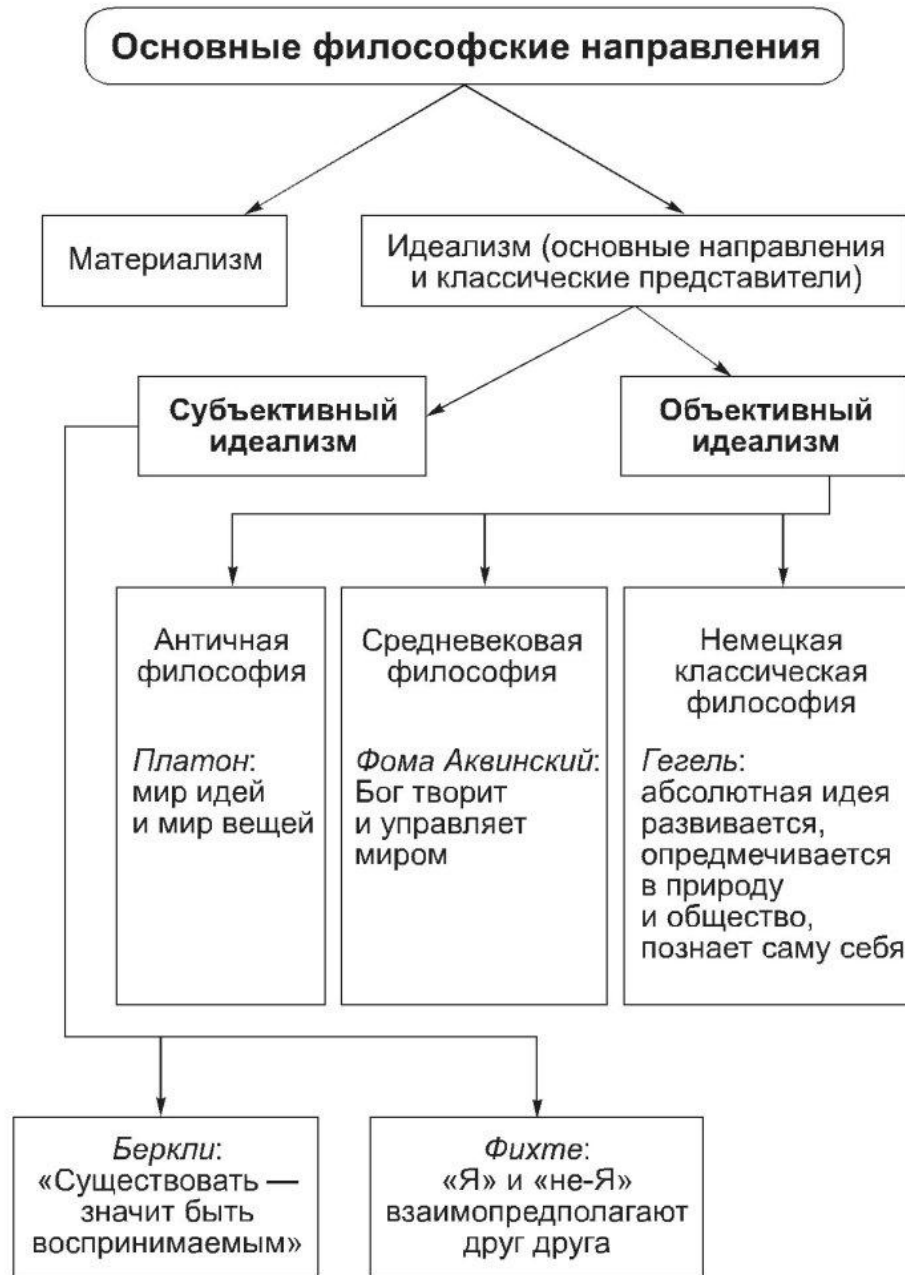 Основные философские направления
Материализм
Идеализм (основные направления
и классические представители)
Субъективный
идеализм
Объективный
идеализм
Античная
философия
Платон:
мир идей
и мир вещей
Средневековая
философия
Фома Аквинский:
Бог творит
и управляет
миром
Немецкая
классическая
философия
Гегель:
абсолютная идея
развивается,
опредмечивается
в природу
и общество,
познает саму себя
Беркли:
«Существовать —
значит быть
воспринимаемым»
Фихте:
«Я» и «не-Я»
взаимопредполагают
друг друга